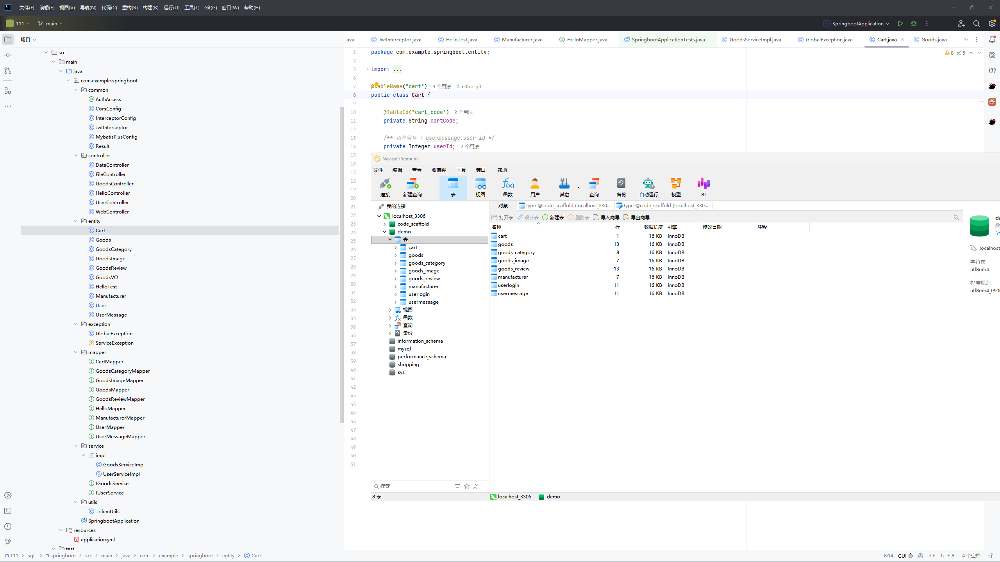 文件(F) 编辑(E) 视图(V) 导航(N) 代码(C) 重构(R) 构建(B) 运行(U) 工具(T) Git(G) 窗口(W) 帮助(H)
111 main SpringbootApplication
项目
java JwtInterceptor.java HelloTest.java Manufacturer.java HelloMapper.java SpringbootApplicationTests.java GoodsServiceImpl.java GlobalException.java Cart.java Goods.java
src
main
java
com.example.springboot
common
AuthAccess
CorsConfig
InterceptorConfig
JwtInterceptor
MybatisPlusConfig
Result
controller
DataController
FileController
GoodsController
HelloController
UserController
WebController
entity
Cart
Goods
GoodsCategory
GoodsImage
GoodsReview
GoodsVO
HelloTest
Manufacturer
User
UserMessage
exception
GlobalException
ServiceException
mapper
CartMapper
GoodsCategoryMapper
GoodsImageMapper
GoodsMapper
GoodsReviewMapper
HelloMapper
ManufacturerMapper
UserMapper
UserMessageMapper
service
impl
GoodsServiceImpl
UserServiceImpl
IGoodsService
IUserService
utils
TokenUtils
SpringbootApplication
resources
application.yml
test
1 package com.example.springboot.entity; 8 5
2
3 import ...
6
7 @TableName("cart") 9 个用法 n0bo-git
8 public class Cart {
9
10 @TableId("cart_code") 2 个用法
11 private String cartCode;
12
13 /** 用户编号 → usermessage.user_id */
14 private Integer userId; 2 个用法
15
16
17
18
19
20
21
22
23
24
25
26
27
28
29
30
31
32
33
34
35
36
37
38
39
40
41
42
43
44
45
46
47
48
49
50
51
Navicat Premium
文件 编辑 查看 收藏夹 工具 窗口 帮助
连接 新建查询 表 视图 函数 用户 其它 查询 备份 自动运行 模型 BI
我的连接
localhost_3306
code_scaffold
demo
表
cart
goods
goods_category
goods_image
goods_review
manufacturer
userlogin
usermessage
视图
函数
查询
备份
information_schema
mysql
performance_schema
shopping
sys
搜索
8 表
对象 type @code_scaffold (localhost_330... type @code_scaffold (localhost_330...
打开表 设计表 新建表 删除表 导入向导 导出向导
名称 行 数据长度 引擎 修改日期 注释
cart 1 16 KB InnoDB
goods 13 16 KB InnoDB
goods_category 8 16 KB InnoDB
goods_image 7 16 KB InnoDB
goods_review 13 16 KB InnoDB
manufacturer 7 16 KB InnoDB
userlogin 11 16 KB InnoDB
usermessage 11 16 KB InnoDB
localhost
字符集
utf8mb4
排序规则
utf8mb4_090
localhost_3306 demo
111 sql- springboot src main java com example springboot entity Cart
8:14 GUI LF UTF-8 4 个空格